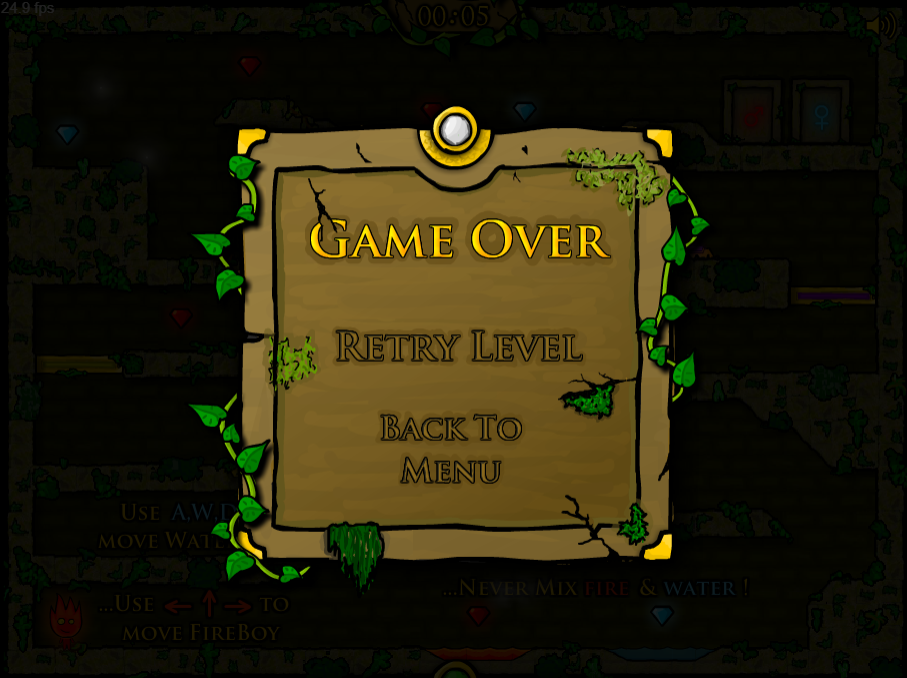 24.9 fps
00:05
GAME OVER
RETRY LEVEL
BACK TO
MENU
USE A,W,D
MOVE WAT
...NEVER MIX FIRE & WATER !
...USE ← ↑ → TO
MOVE FIREBOY